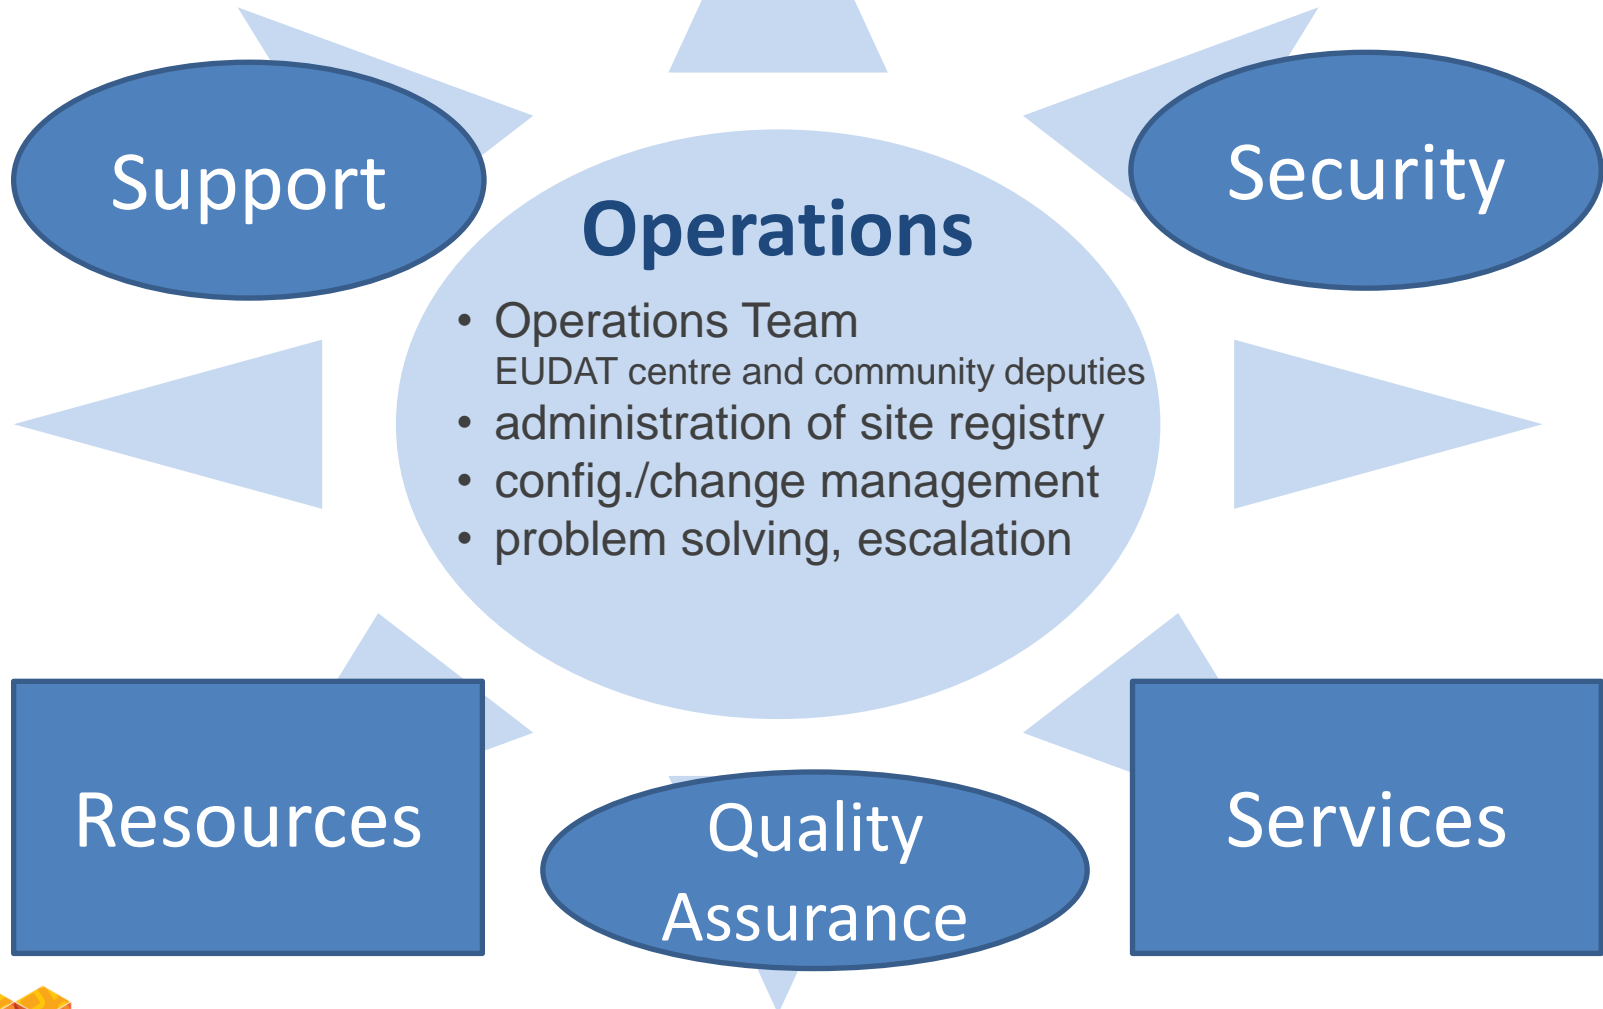 Support
Security
Operations
• Operations Team
EUDAT centre and community deputies
• administration of site registry
• config./change management
• problem solving, escalation
Resources
Quality
Assurance
Services